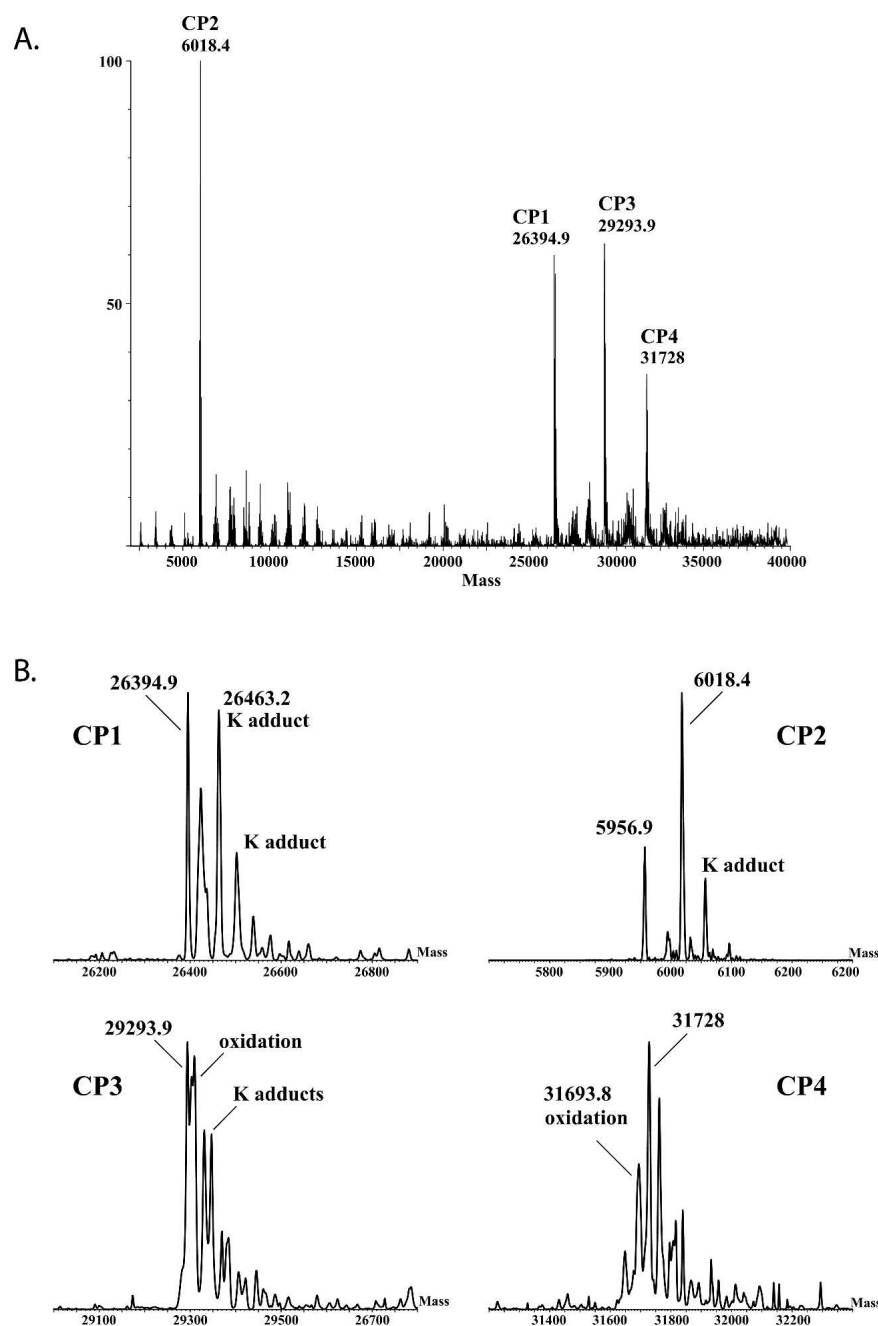 A.
CP2
6018.4
100
CP3
CP1
29293.9
26394.9
50
CP4
31728
5000
10000
15000
20000
25000
30000
35000
40000
Mass
B.
26394.9
26463.2
K adduct
6018.4
CP1
CP2
5956.9
K adduct
K adduct
Mass
Mass
26200
26400
26600
26800
5800
5900
6000
6100
6200
6200
29293.9
oxidation
31728
CP3
K adducts
CP4
31693.8
oxidation
Mass
Mass
29100
29300
29500
26700
31400
31600
31800
32000
32200